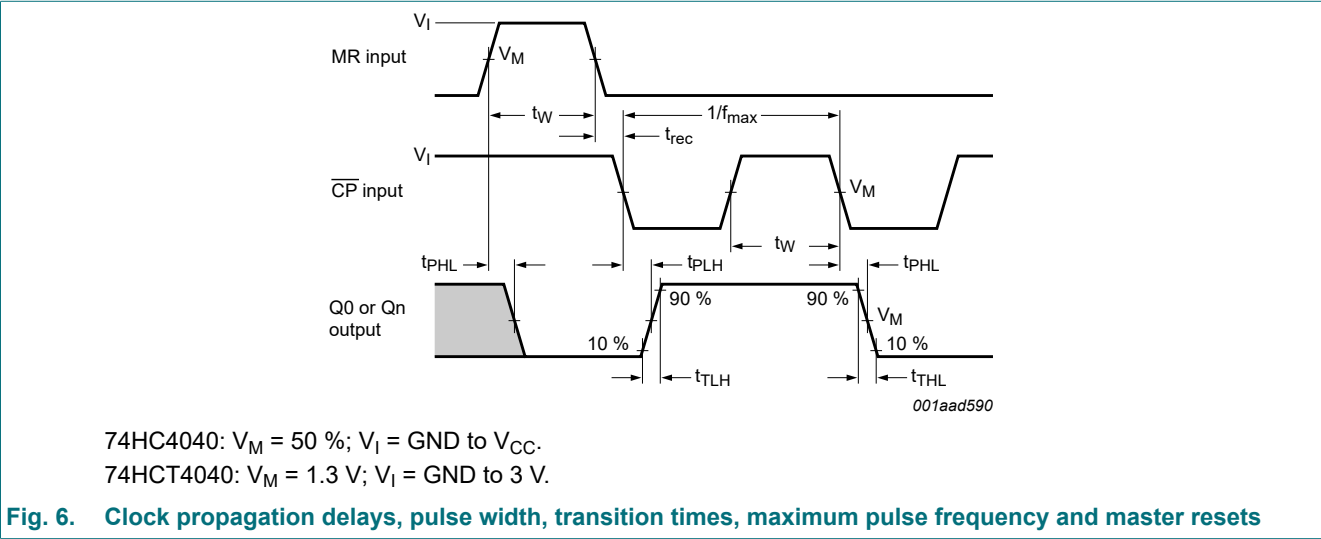 VI
MR input
VM
tW
1/fmax
trec
VI
CP input
VM
tW
tPHL
tPLH
tPHL
Q0 or Qn
output
90 %
90 %
VM
10 %
10 %
tTLH
tTHL
001aad590
74HC4040: VM = 50 %; VI = GND to VCC.
74HCT4040: VM = 1.3 V; VI = GND to 3 V.
Fig. 6. Clock propagation delays, pulse width, transition times, maximum pulse frequency and master resets